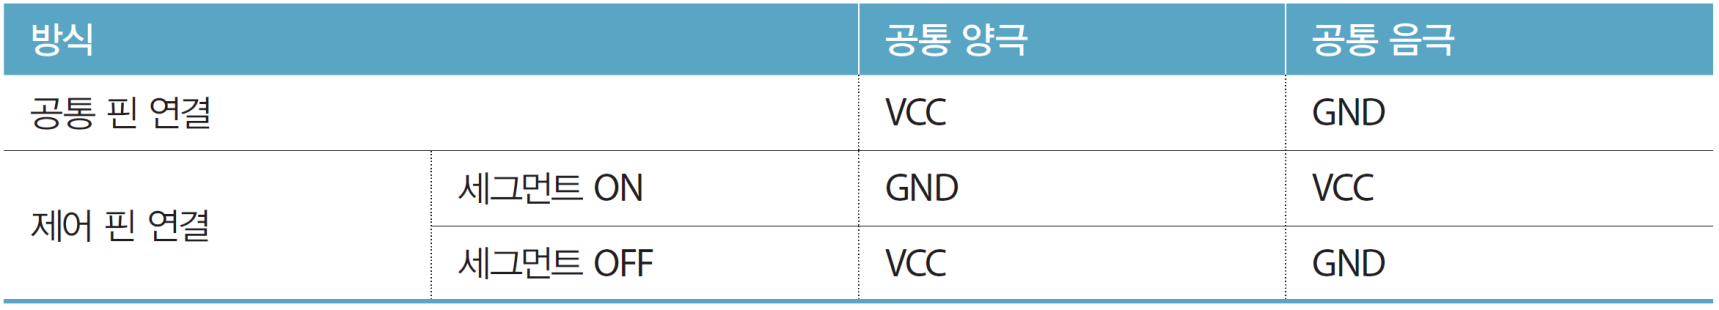 방식 공통 양극 공통 음극
공통 핀 연결 VCC GND
제어 핀 연결
세그먼트 ON GND VCC
세그먼트 OFF VCC GND